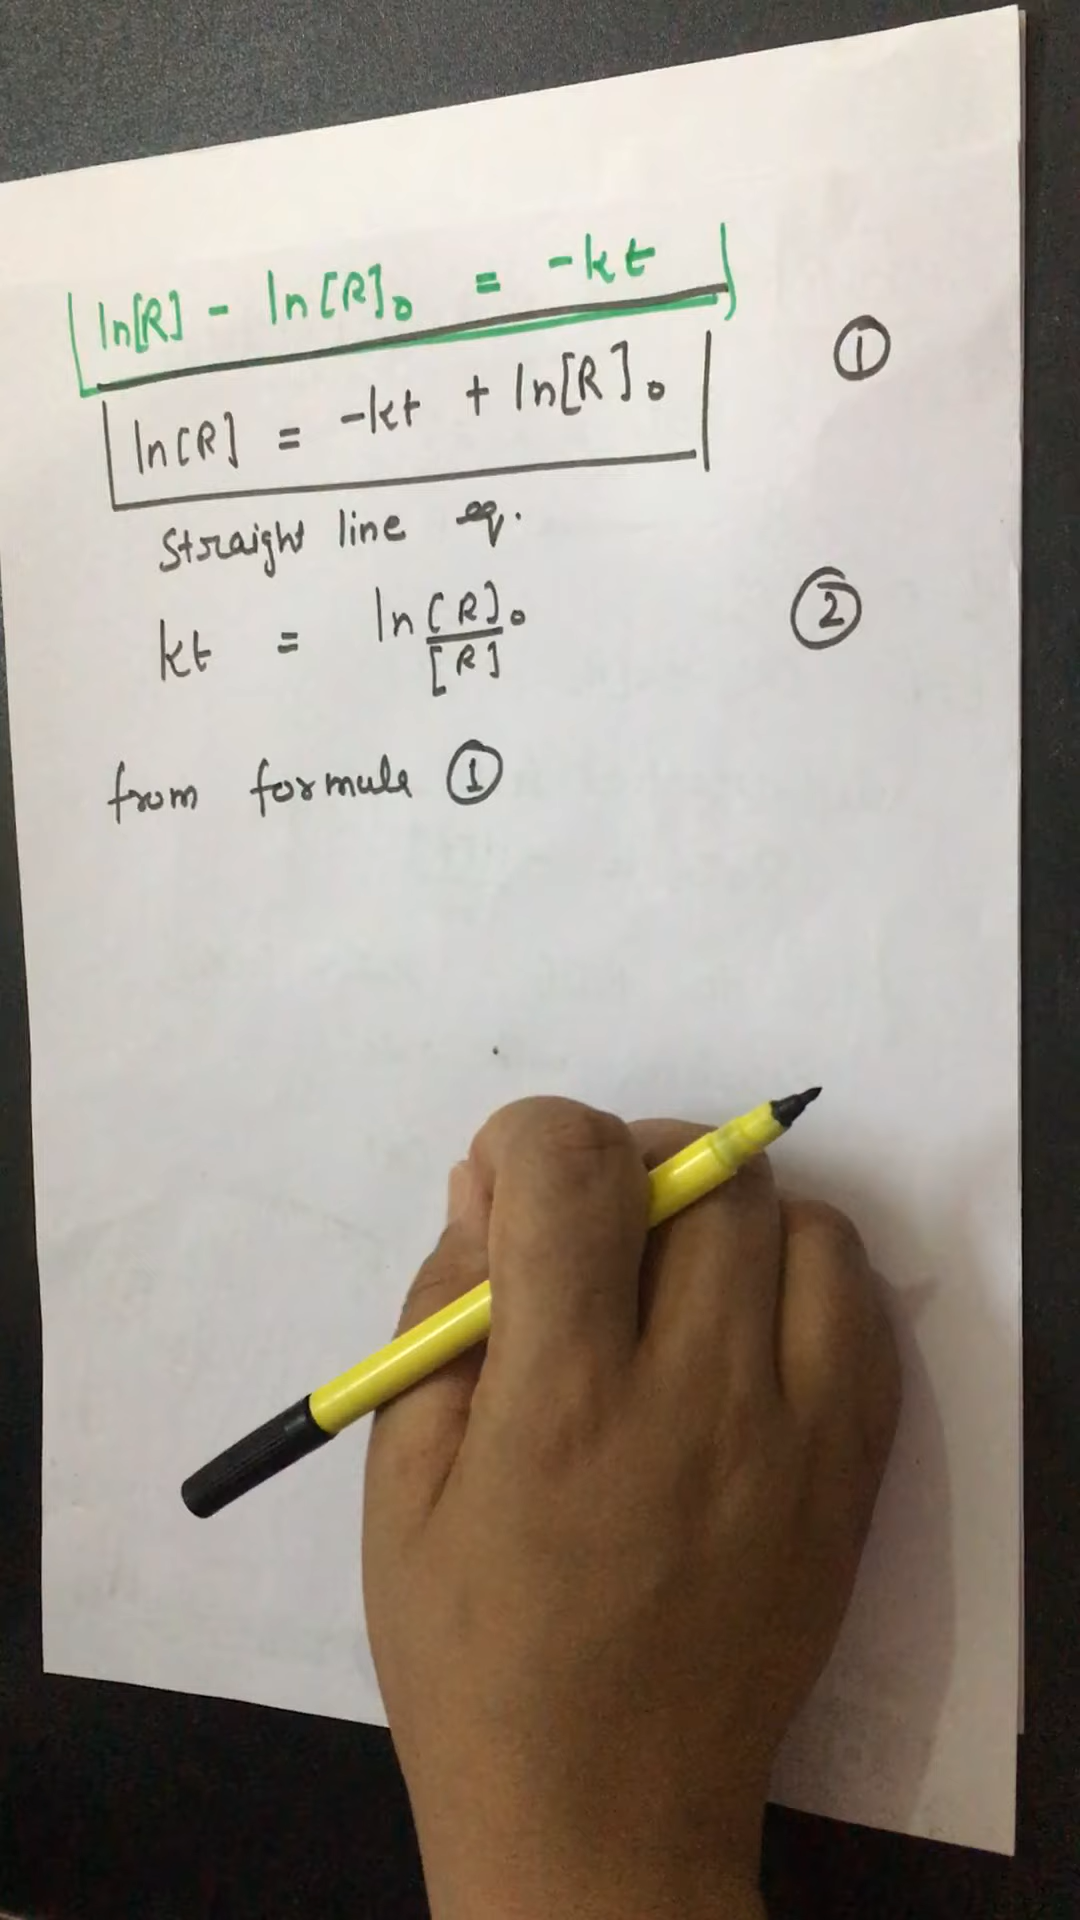 ln[R] - ln[R]₀ = -kt
ln[R] = -kt + ln[R]₀ ①
Straight line eq.
kt = ln [R]₀/[R] ②
from formule ①